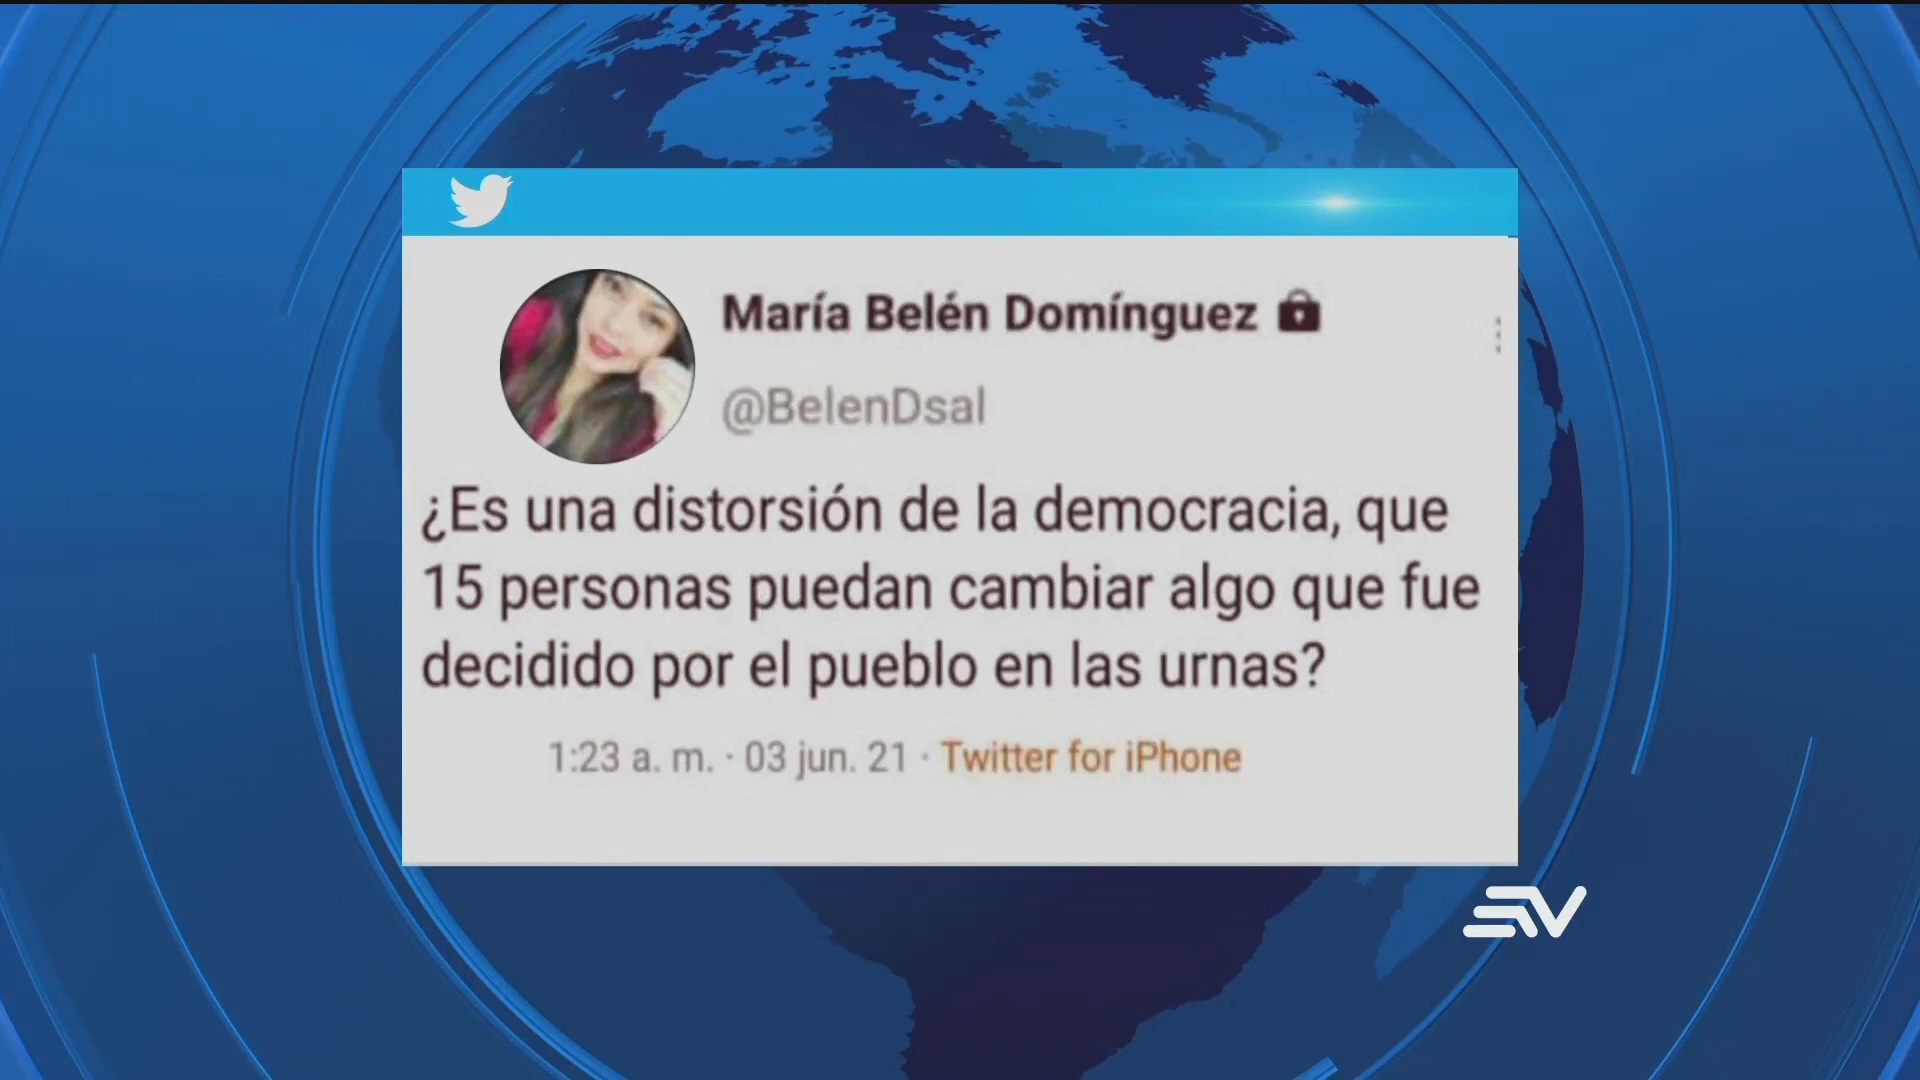 María Belén Domínguez
@BelenDsal
¿Es una distorsión de la democracia, que
15 personas puedan cambiar algo que fue
decidido por el pueblo en las urnas?
1:23 a. m. · 03 jun. 21 · Twitter for iPhone
EV